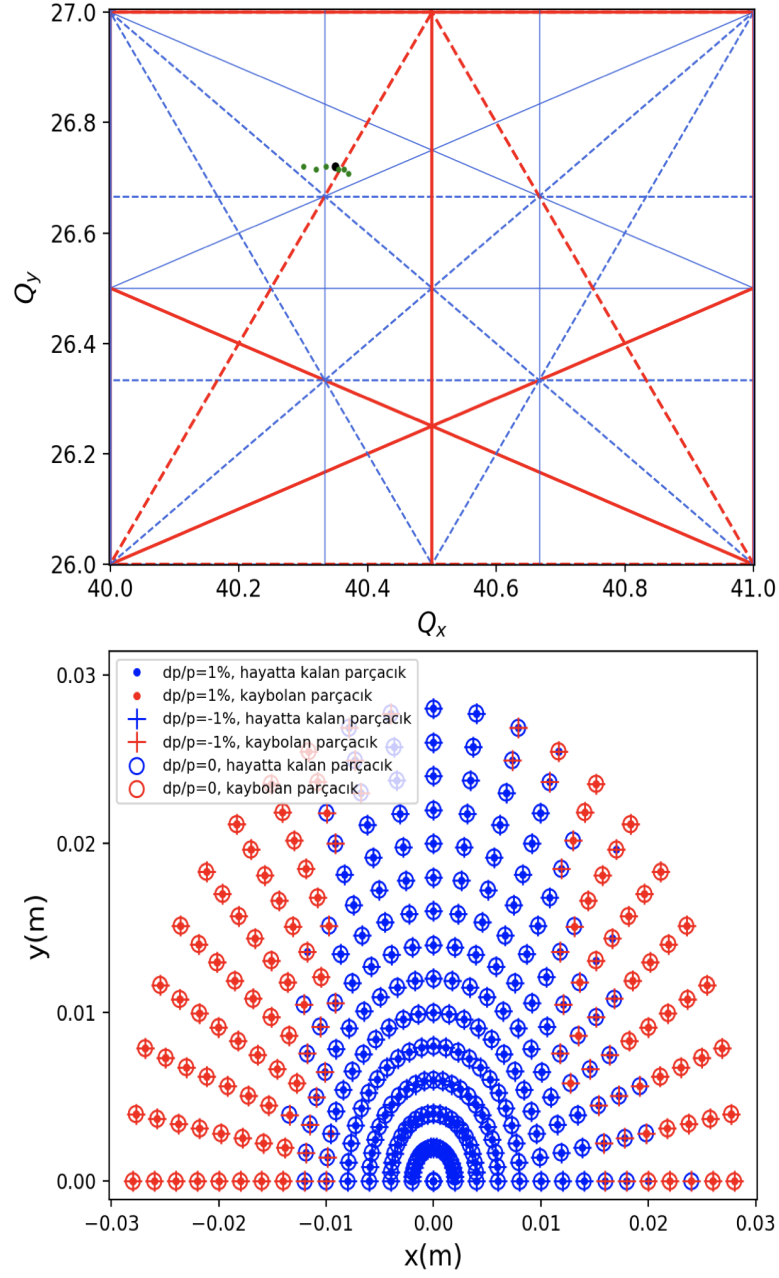 27.0
26.8
26.6
26.4
26.2
26.0
Q_y
40.0 40.2 40.4 40.6 40.8 41.0
Q_x
dp/p=1%, hayatta kalan parçacık
dp/p=1%, kaybolan parçacık
dp/p=-1%, hayatta kalan parçacık
dp/p=-1%, kaybolan parçacık
dp/p=0, hayatta kalan parçacık
dp/p=0, kaybolan parçacık
0.03
0.02
0.01
0.00
y(m)
−0.03 −0.02 −0.01 0.00 0.01 0.02 0.03
x(m)